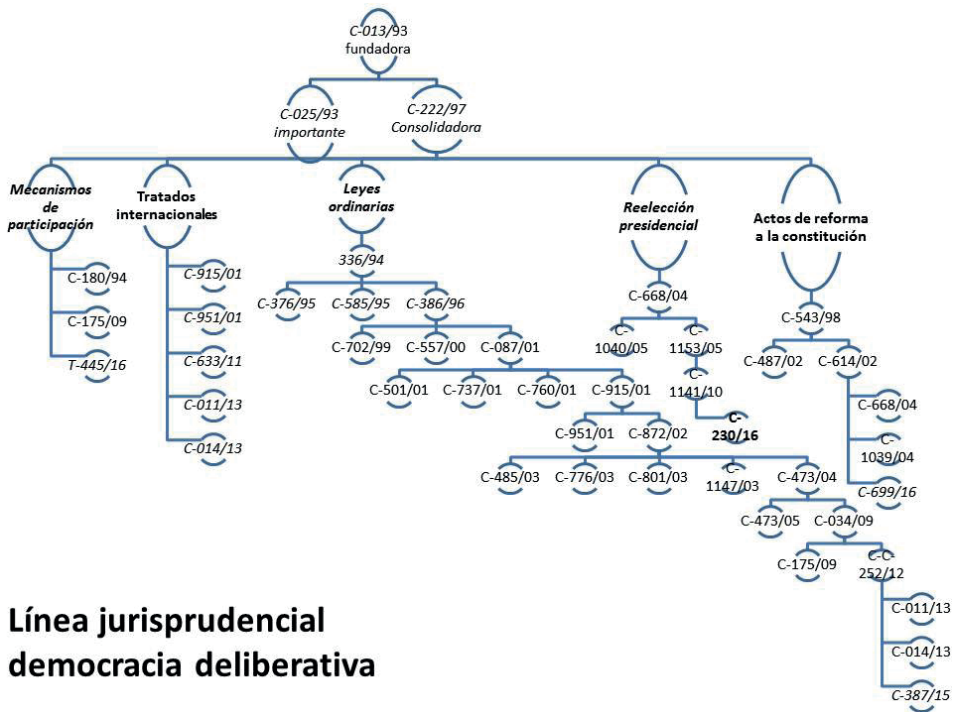 C-013/93
fundadora
C-025/93
importante
C-222/97
Consolidadora
Mecanismos
de
participación
C-180/94
C-175/09
T-445/16
Tratados
internacionales
C-915/01
C-951/01
C-633/11
C-011/13
C-014/13
Leyes
ordinarias
336/94
C-376/95
C-585/95
C-386/96
C-702/99
C-557/00
C-087/01
C-501/01
C-737/01
C-760/01
C-915/01
C-951/01
C-872/02
C-485/03
C-776/03
C-801/03
C-
1147/03
C-473/04
C-473/05
C-034/09
C-175/09
C-C-
252/12
C-011/13
C-014/13
C-387/15
Reelección
presidencial
C-668/04
C-
1040/05
C-
1153/05
C-
1141/10
C-
230/16
Actos de reforma
a la constitución
C-543/98
C-487/02
C-614/02
C-668/04
C-
1039/04
C-699/16
Línea jurisprudencial
democracia deliberativa